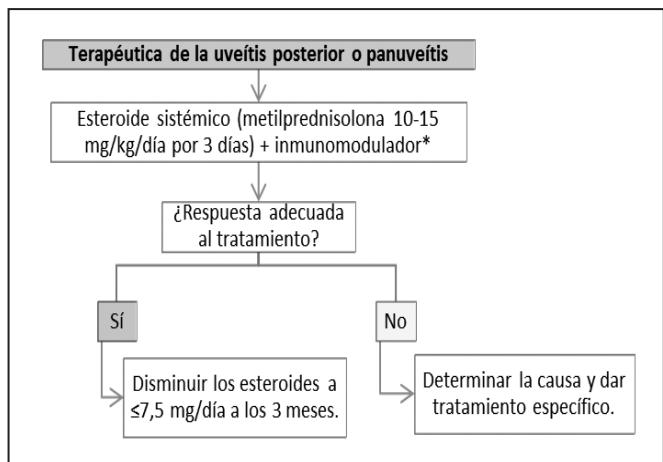 Terapéutica de la uveítis posterior o panuveítis
Esteroide sistémico (metilprednisolona 10-15
mg/kg/día por 3 días) + inmunomodulador*
¿Respuesta adecuada
al tratamiento?
Sí
No
Disminuir los esteroides a
≤7,5 mg/día a los 3 meses.
Determinar la causa y dar
tratamiento específico.